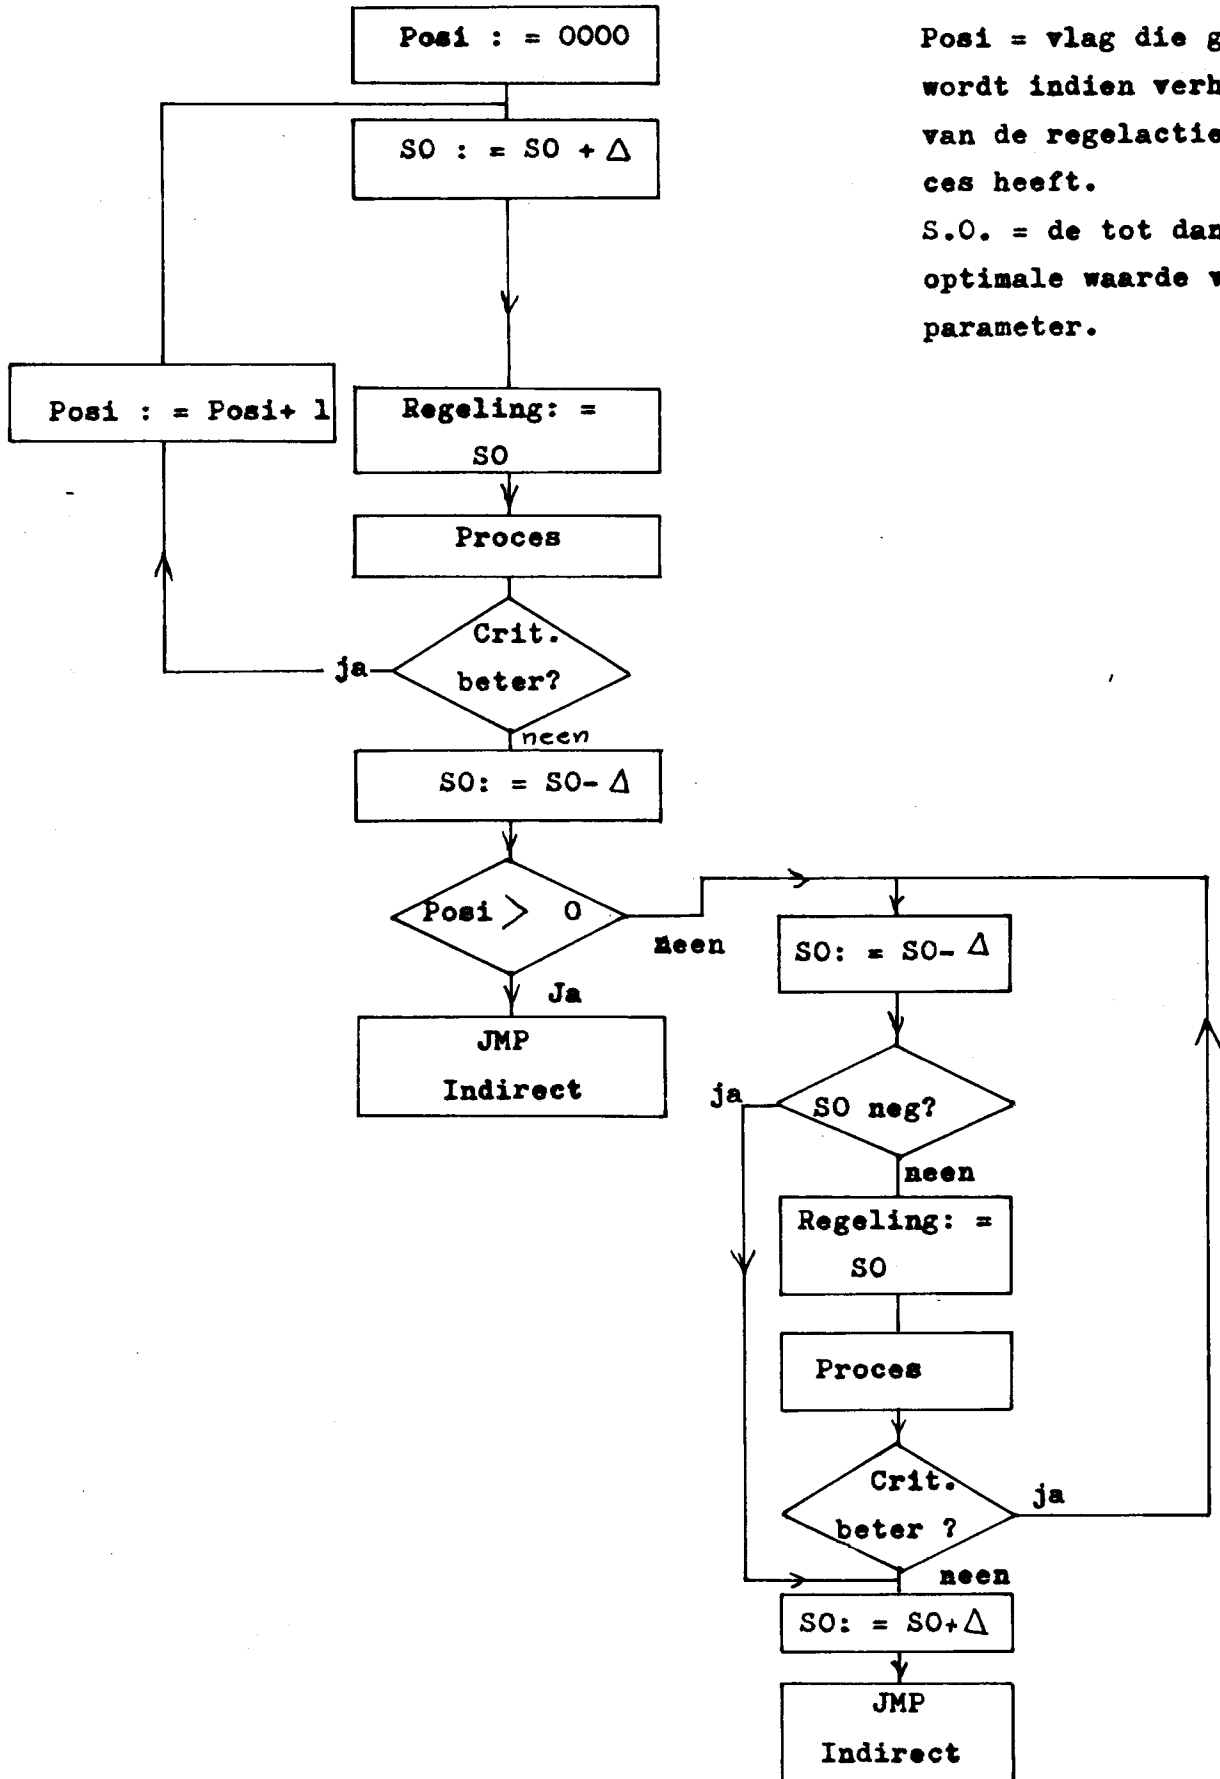 Posi : = 0000
SO : = SO + Δ
Posi = vlag die g
wordt indien verh
van de regelactie
ces heeft.
S.O. = de tot dan
optimale waarde v
parameter.
Posi : = Posi+ 1
Regeling: =
SO
Proces
Crit.
beter?
ja
neen
SO: = SO- Δ
Posi > 0
neen
Ja
JMP
Indirect
SO: = SO- Δ
SO neg?
ja
neen
Regeling: =
SO
Proces
Crit.
beter ?
ja
neen
SO: = SO+ Δ
JMP
Indirect